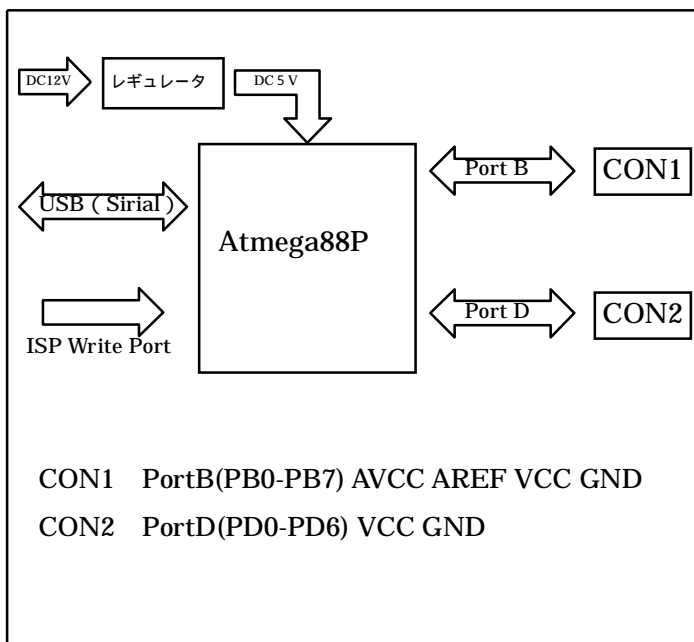 DC12V
レギュレータ
DC 5 V
Port B
CON1
USB ( Sirial )
Atmega88P
Port D
CON2
ISP Write Port
CON1 PortB(PB0-PB7) AVCC AREF VCC GND
CON2 PortD(PD0-PD6) VCC GND